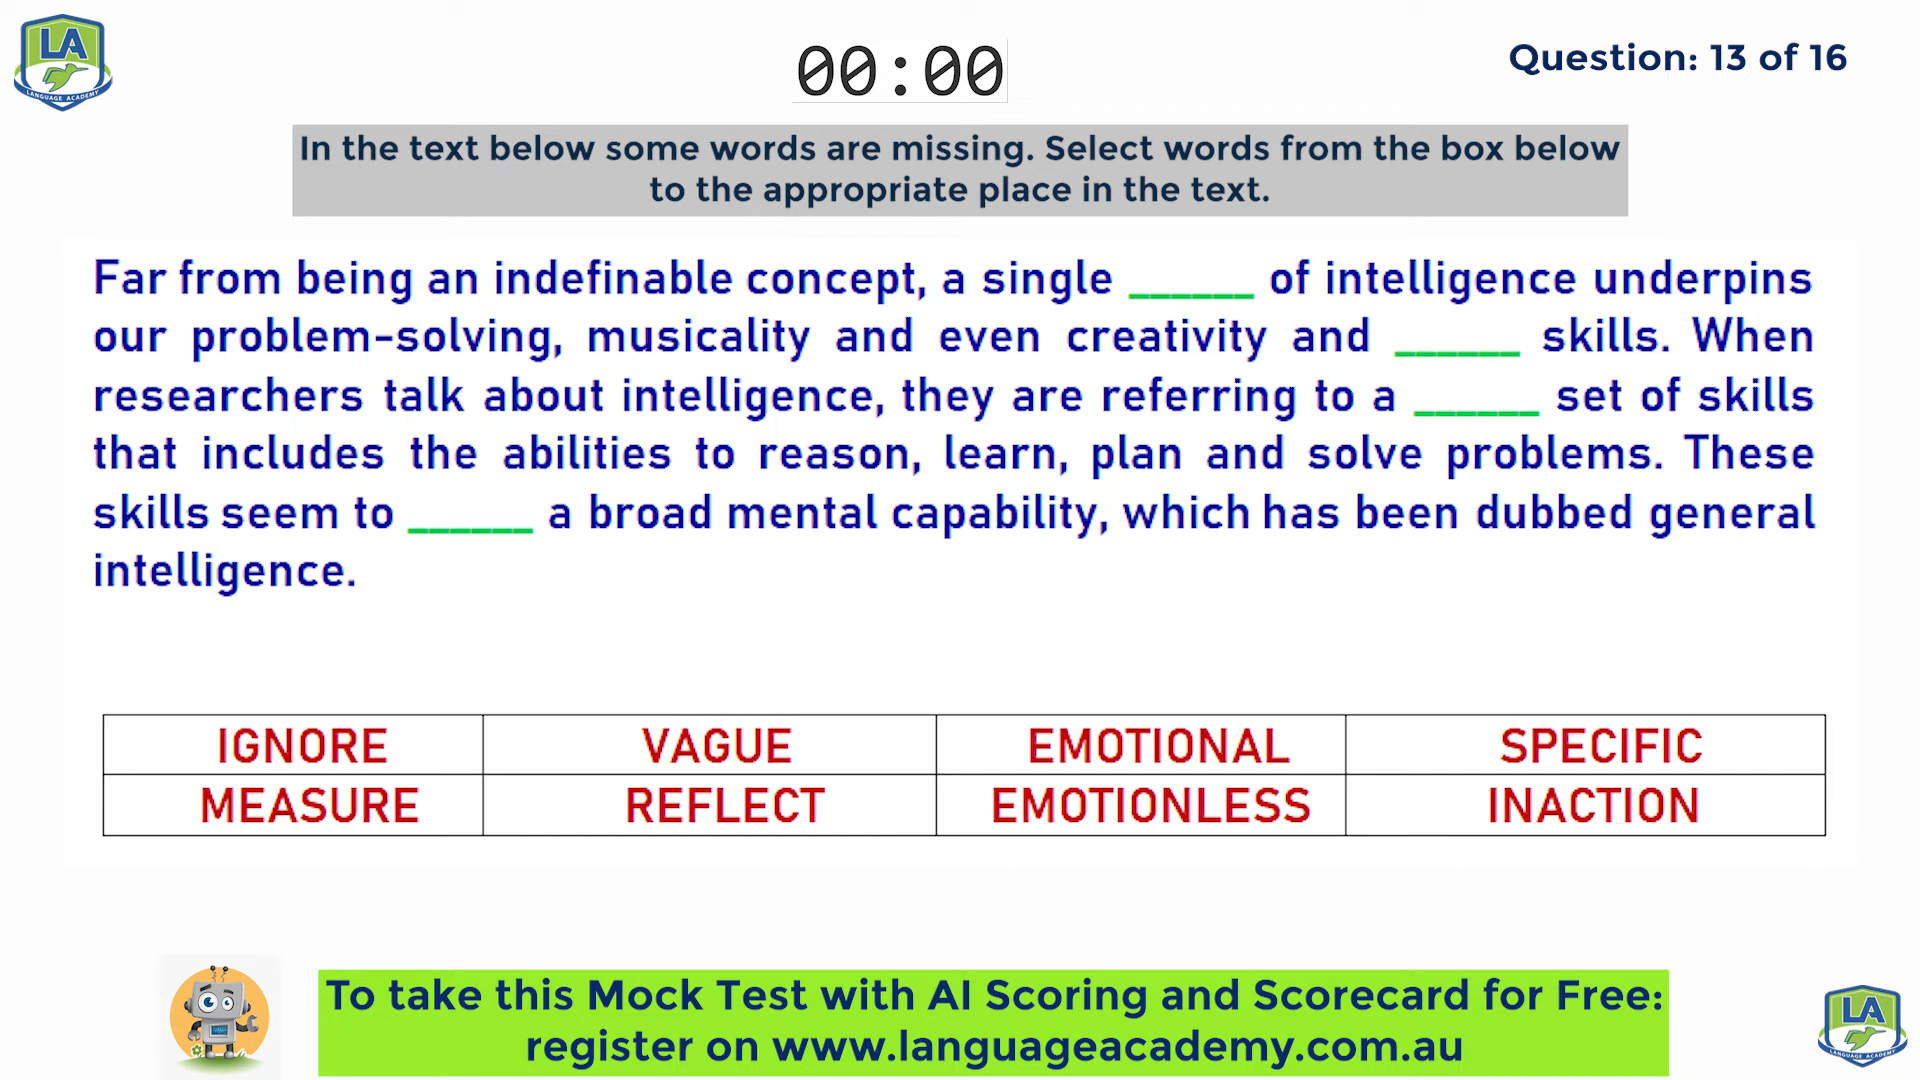 LA
LANGUAGE ACADEMY
00:00
Question: 13 of 16
In the text below some words are missing. Select words from the box below
to the appropriate place in the text.
Far from being an indefinable concept, a single ______ of intelligence underpins
our problem-solving, musicality and even creativity and ______ skills. When
researchers talk about intelligence, they are referring to a ______ set of skills
that includes the abilities to reason, learn, plan and solve problems. These
skills seem to ______ a broad mental capability, which has been dubbed general
intelligence.
IGNORE VAGUE EMOTIONAL SPECIFIC
MEASURE REFLECT EMOTIONLESS INACTION
To take this Mock Test with AI Scoring and Scorecard for Free:
register on www.languageacademy.com.au
LA
LANGUAGE ACADEMY